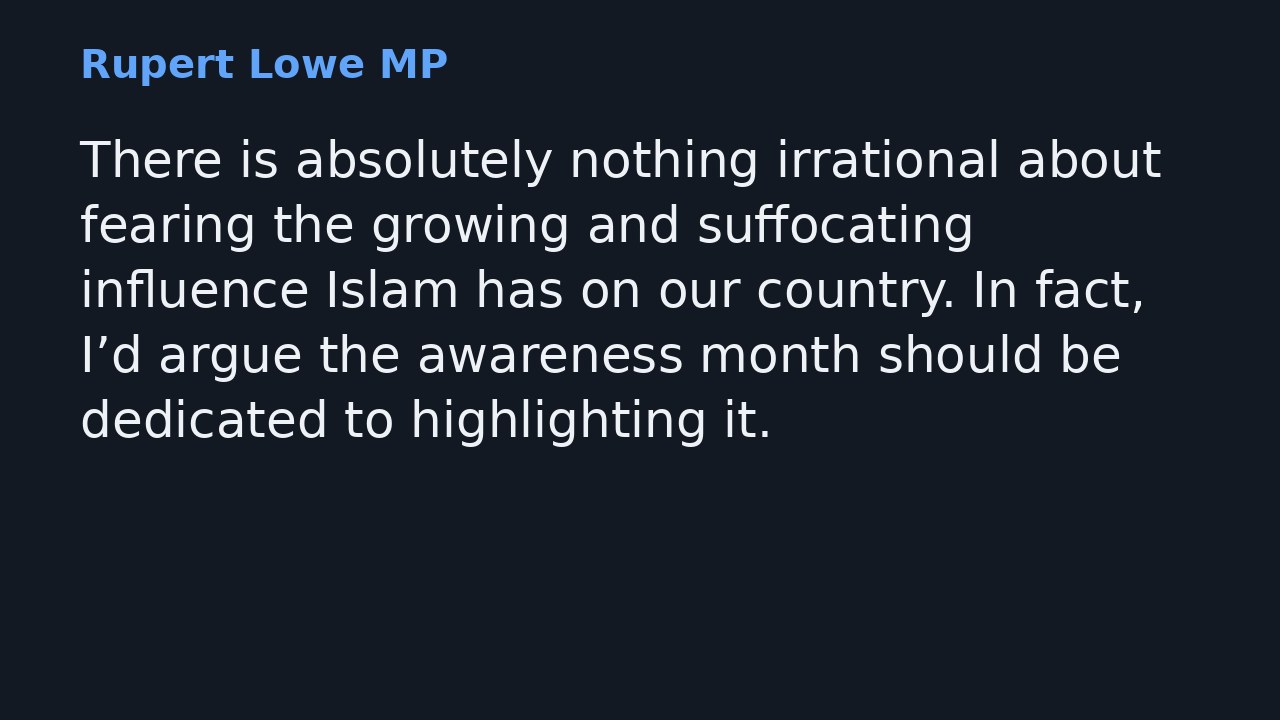 Rupert Lowe MP
There is absolutely nothing irrational about
fearing the growing and suffocating
influence Islam has on our country. In fact,
I’d argue the awareness month should be
dedicated to highlighting it.